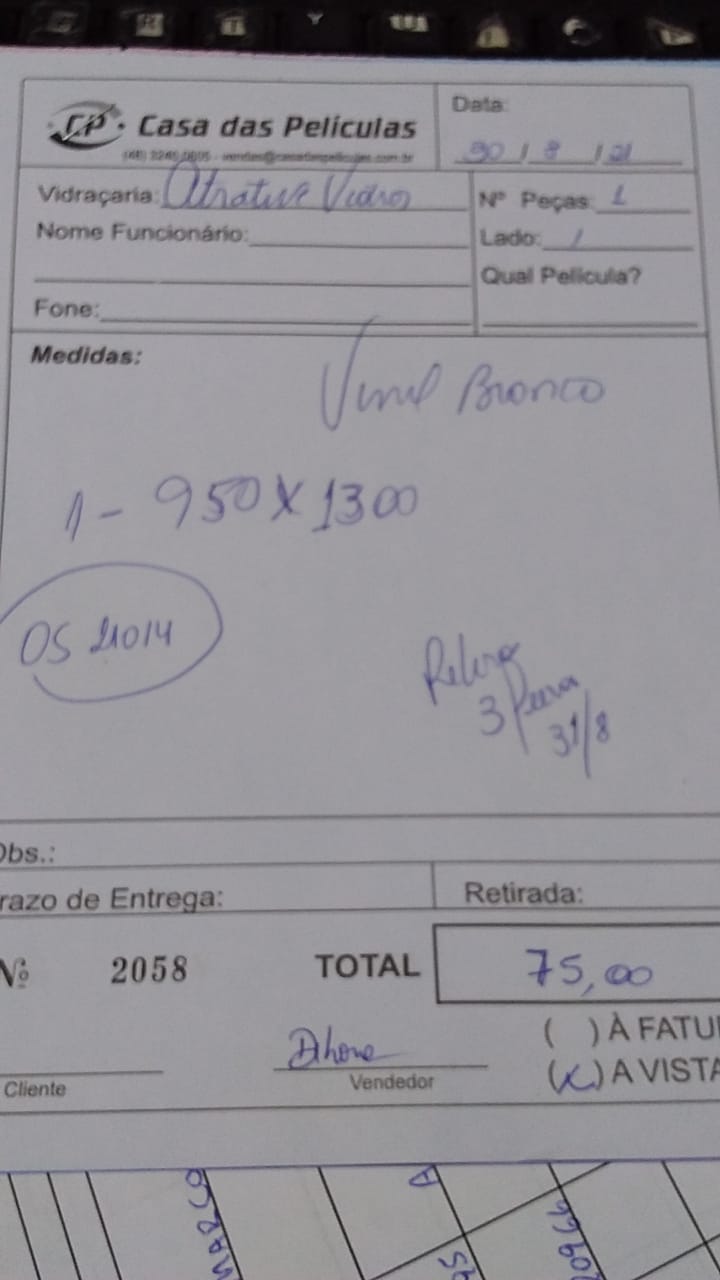 CP Casa das Películas
Data:
30 / 8 / 21
Vidraçaria: Atrative Vidros
Nº Peças: 1
Nome Funcionário:
Lado: /
Qual Película?
Fone:
Medidas:
Vinil Branco
1 - 950 X 1300
OS 21014
3
31/8
Obs.:
razo de Entrega:
Retirada:
Nº 2058 TOTAL 75,00
( ) À FATU
(x) A VISTA
Cliente
Vendedor
MARCO
A